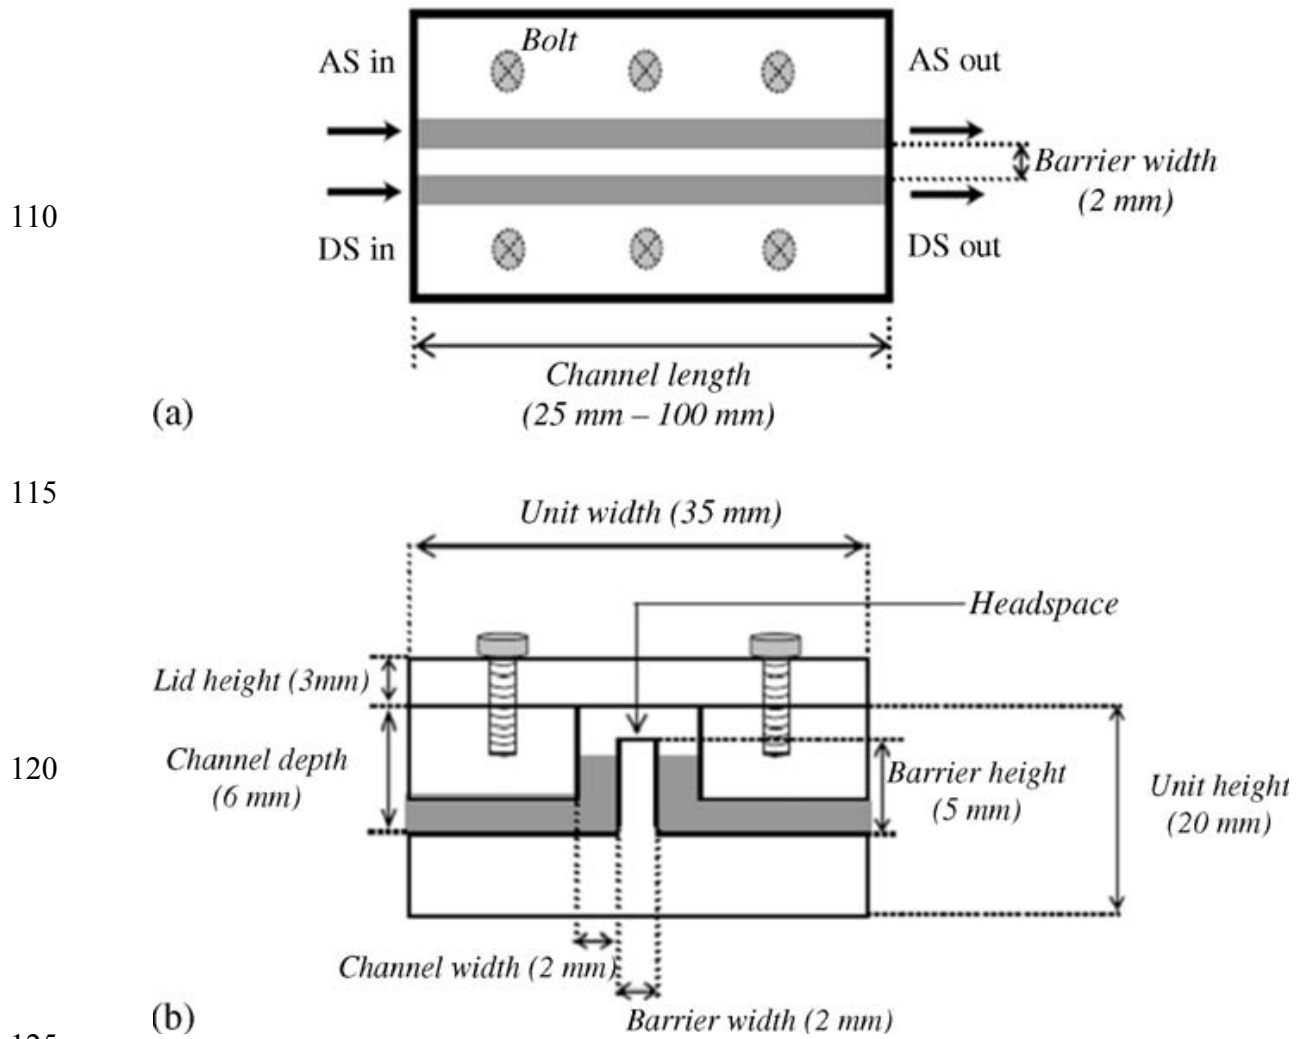 Bolt
AS in
AS out
Barrier width
(2 mm)
110
DS in
DS out
Channel length
(25 mm – 100 mm)
(a)
115
Unit width (35 mm)
Headspace
Lid height (3mm)
Channel depth
(6 mm)
120
Barrier height
(5 mm)
Unit height
(20 mm)
Channel width (2 mm)
(b)
Barrier width (2 mm)